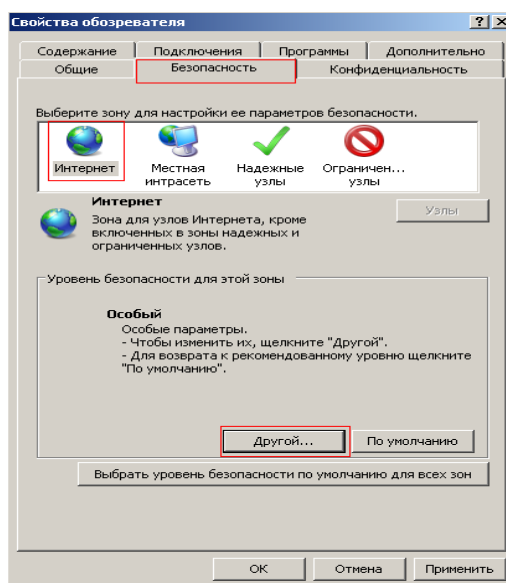 Свойства обозревателя
Содержание Подключения Программы Дополнительно
Общие Безопасность Конфиденциальность
Выберите зону для настройки ее параметров безопасности.
Интернет Местная интрасеть Надежные узлы Ограничен... узлы
Интернет
Узлы
Зона для узлов Интернета, кроме
включенных в зоны надежных и
ограниченных узлов.
Уровень безопасности для этой зоны
Особый
Особые параметры.
- Чтобы изменить их, щелкните "Другой".
- Для возврата к рекомендованному уровню щелкните
"По умолчанию".
Другой... По умолчанию
Выбрать уровень безопасности по умолчанию для всех зон
OK Отмена Применить